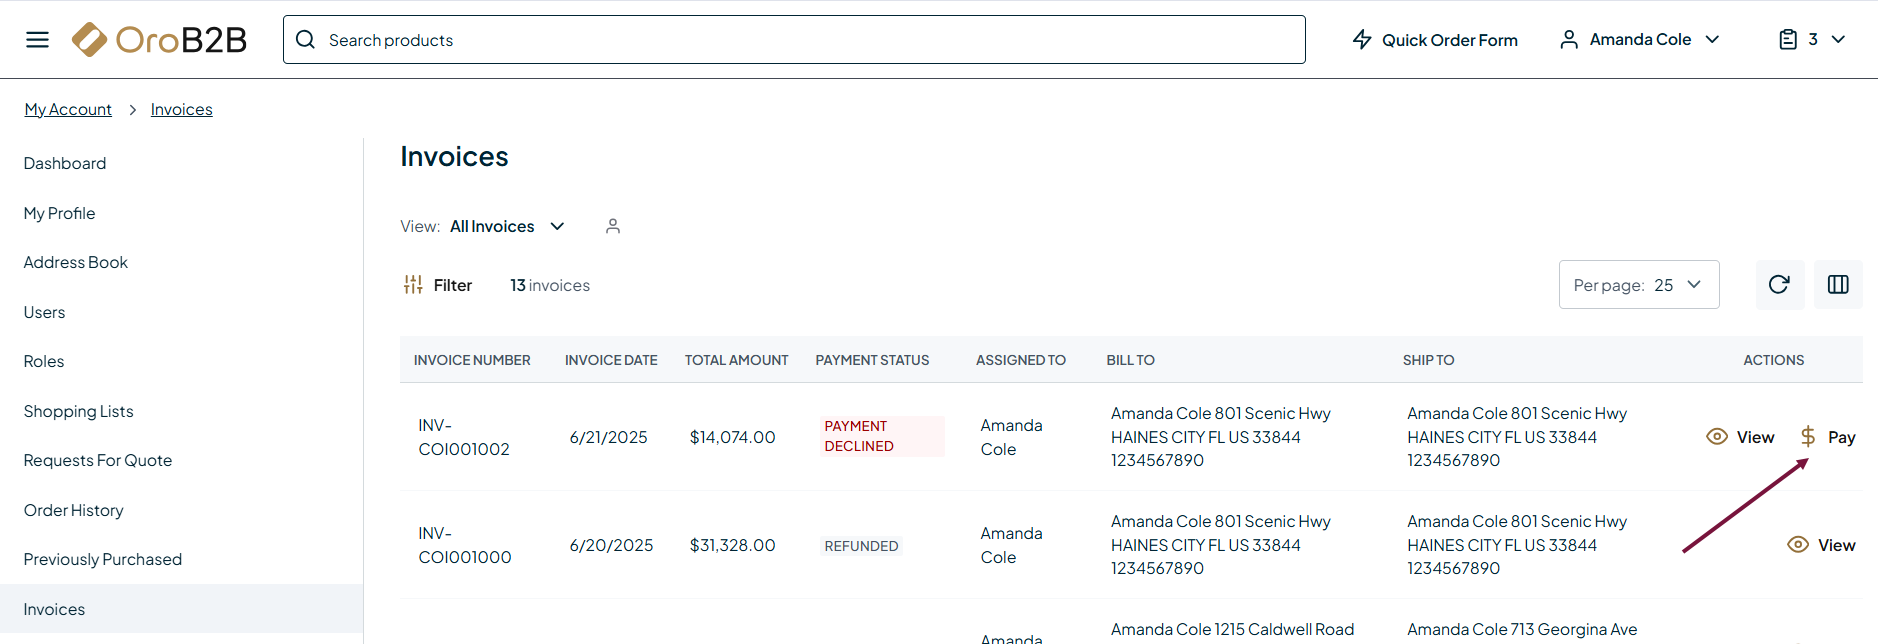 OroB2B
Search products
Quick Order Form
Amanda Cole
3
My Account > Invoices
Dashboard
My Profile
Address Book
Users
Roles
Shopping Lists
Requests For Quote
Order History
Previously Purchased
Invoices
Invoices
View: All Invoices
Filter
13 invoices
Per page: 25
INVOICE NUMBER INVOICE DATE TOTAL AMOUNT PAYMENT STATUS ASSIGNED TO BILL TO SHIP TO ACTIONS
INV-
COI001002
6/21/2025
$14,074.00
PAYMENT
DECLINED
Amanda
Cole
Amanda Cole 801 Scenic Hwy
HAINES CITY FL US 33844
1234567890
Amanda Cole 801 Scenic Hwy
HAINES CITY FL US 33844
1234567890
View
$ Pay
INV-
COI001000
6/20/2025
$31,328.00
REFUNDED
Amanda
Cole
Amanda Cole 801 Scenic Hwy
HAINES CITY FL US 33844
1234567890
Amanda Cole 801 Scenic Hwy
HAINES CITY FL US 33844
1234567890
View
Amanda
Amanda Cole 1215 Caldwell Road
Amanda Cole 713 Georgina Ave